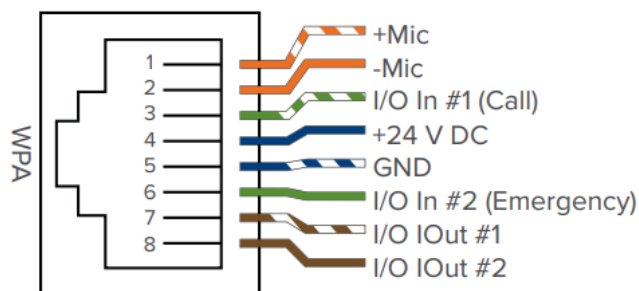 WPA
1 +Mic
2 -Mic
3 I/O In #1 (Call)
4 +24 V DC
5 GND
6 I/O In #2 (Emergency)
7 I/O IOut #1
8 I/O IOut #2